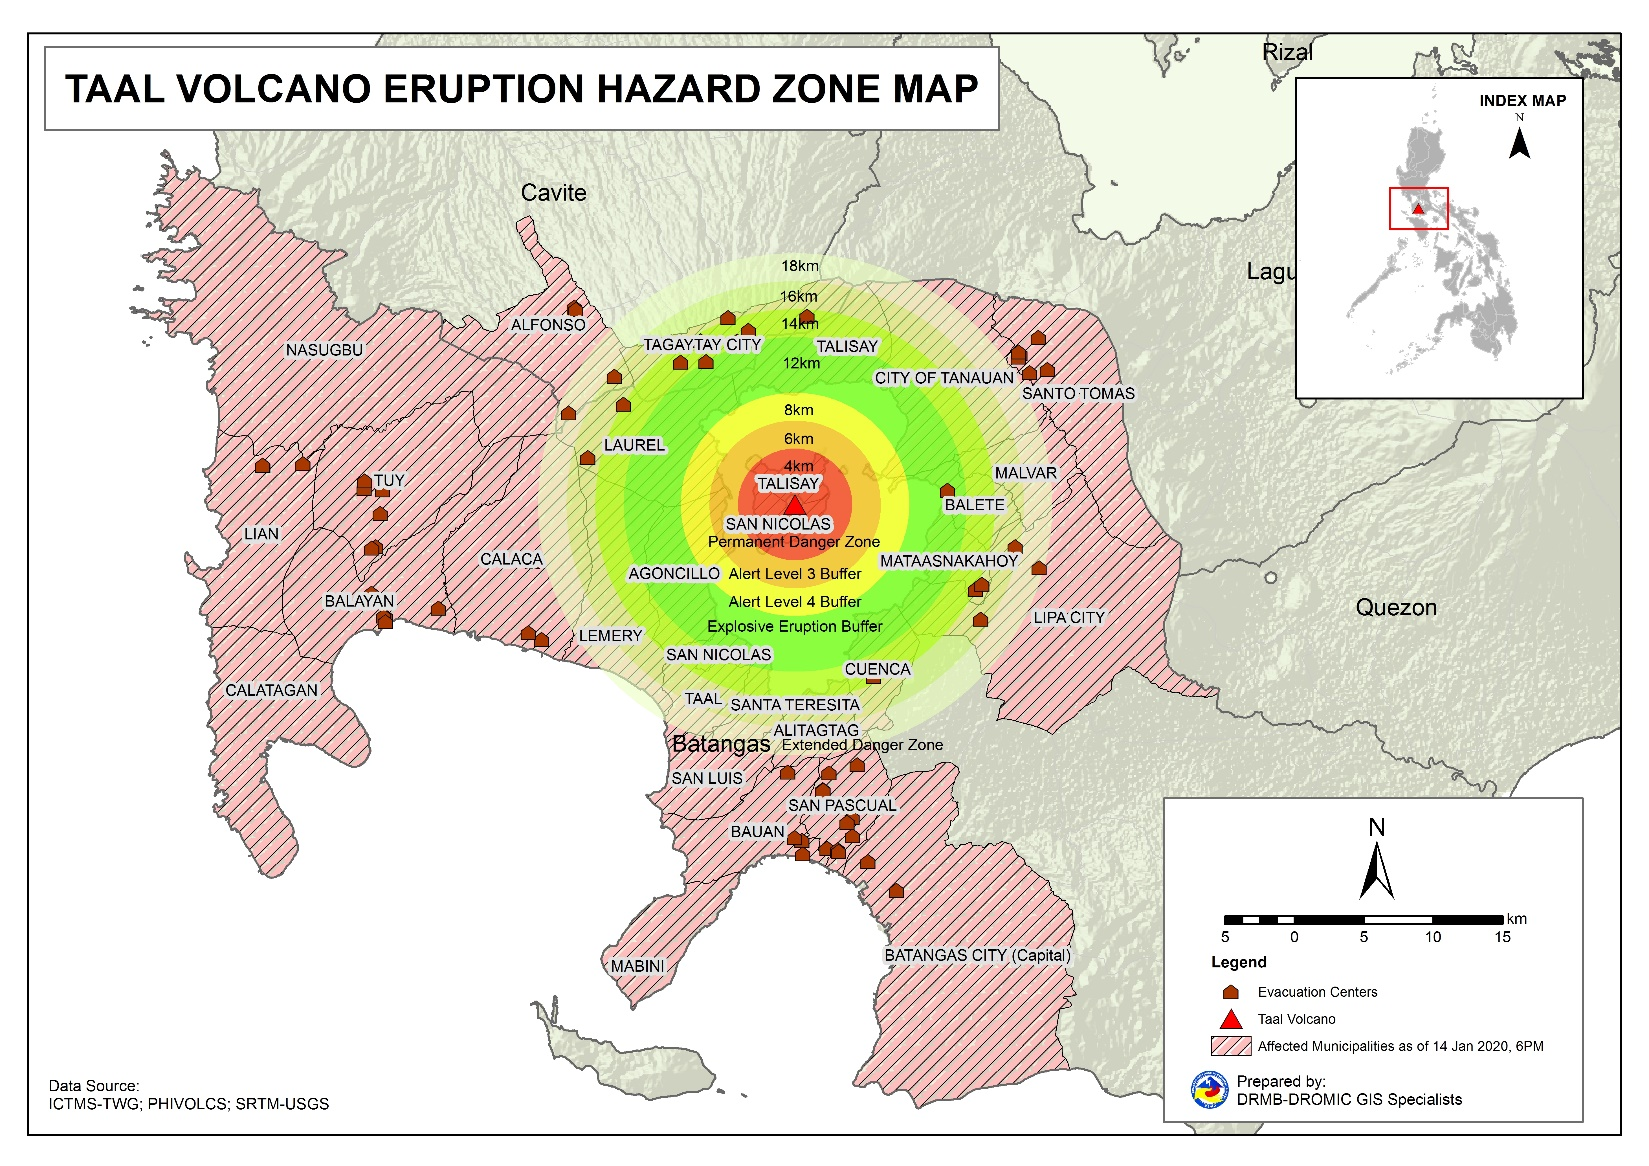 TAAL VOLCANO ERUPTION HAZARD ZONE MAP
Rizal
INDEX MAP
N
Cavite
Lagu
18km
16km
14km
12km
8km
6km
4km
ALFONSO
NASUGBU
TAGAYTAY CITY
TALISAY
CITY OF TANAUAN
SANTO TOMAS
LAUREL
MALVAR
TUY
TALISAY
BALETE
LIAN
SAN NICOLAS
Permanent Danger Zone
CALACA
MATAASNAKAHOY
AGONCILLO
Alert Level 3 Buffer
BALAYAN
Alert Level 4 Buffer
Quezon
LIPA CITY
Explosive Eruption Buffer
LEMERY
SAN NICOLAS
CUENCA
CALATAGAN
TAAL
SANTA TERESITA
ALITAGTAG
Batangas
Extended Danger Zone
SAN LUIS
SAN PASCUAL
BAUAN
BATANGAS CITY (Capital)
MABINI
N
km
5 0 5 10 15
Legend
Evacuation Centers
Taal Volcano
Affected Municipalities as of 14 Jan 2020, 6PM
Prepared by:
DRMB-DROMIC GIS Specialists
Data Source:
ICTMS-TWG; PHIVOLCS; SRTM-USGS